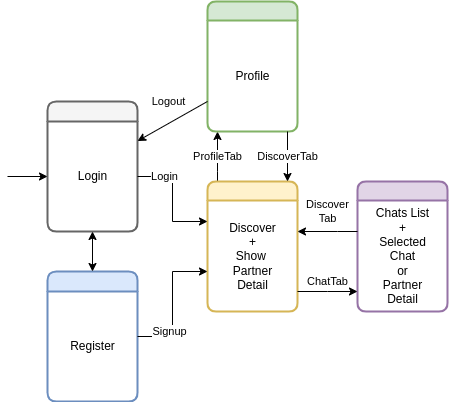 Profile
Logout
ProfileTab
DiscoverTab
Login
Login
Discover
+
Show
Partner
Detail
Discover
Tab
ChatTab
Chats List
+
Selected
Chat
or
Partner
Detail
Signup
Register